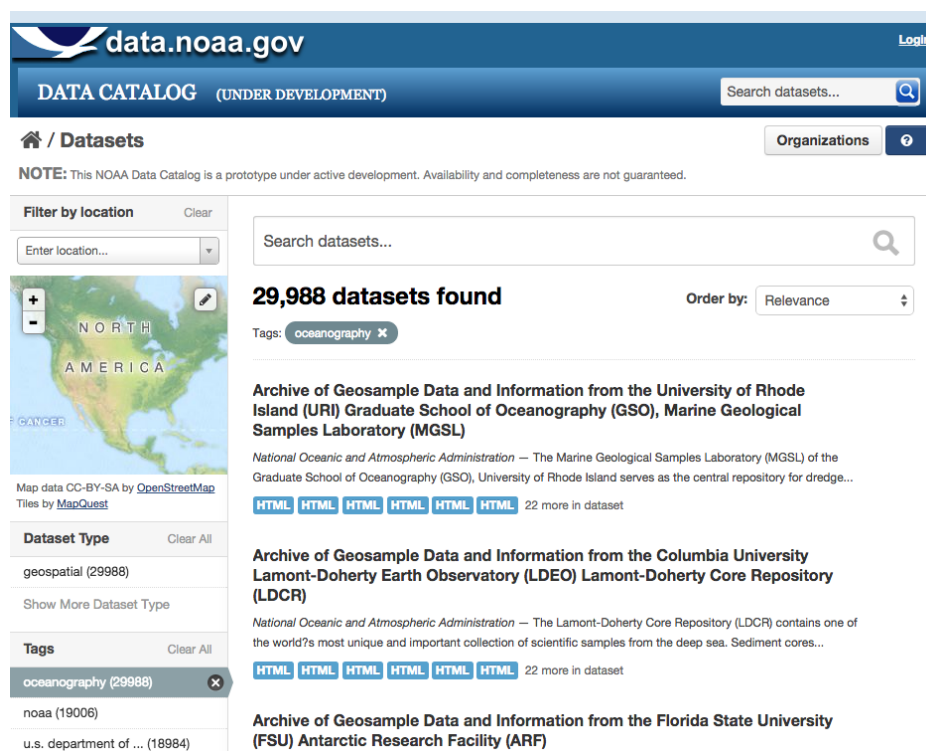 data.noaa.gov
Login
DATA CATALOG (UNDER DEVELOPMENT)
Search datasets...
/ Datasets
Organizations
?
NOTE: This NOAA Data Catalog is a prototype under active development. Availability and completeness are not guaranteed.
Filter by location Clear
Enter location...
+
-
NORTH
AMERICA
CANCER
Map data CC-BY-SA by OpenStreetMap
Tiles by MapQuest
Dataset Type Clear All
geospatial (29988)
Show More Dataset Type
Tags Clear All
oceanography (29988)
noaa (19006)
u.s. department of ... (18984)
Search datasets...
29,988 datasets found
Order by: Relevance
Tags: oceanography
Archive of Geosample Data and Information from the University of Rhode
Island (URI) Graduate School of Oceanography (GSO), Marine Geological
Samples Laboratory (MGSL)
National Oceanic and Atmospheric Administration — The Marine Geological Samples Laboratory (MGSL) of the
Graduate School of Oceanography (GSO), University of Rhode Island serves as the central repository for dredge...
HTML HTML HTML HTML HTML HTML 22 more in dataset
Archive of Geosample Data and Information from the Columbia University
Lamont-Doherty Earth Observatory (LDEO) Lamont-Doherty Core Repository
(LDCR)
National Oceanic and Atmospheric Administration — The Lamont-Doherty Core Repository (LDCR) contains one of
the world?s most unique and important collection of scientific samples from the deep sea. Sediment cores...
HTML HTML HTML HTML HTML HTML 22 more in dataset
Archive of Geosample Data and Information from the Florida State University
(FSU) Antarctic Research Facility (ARF)